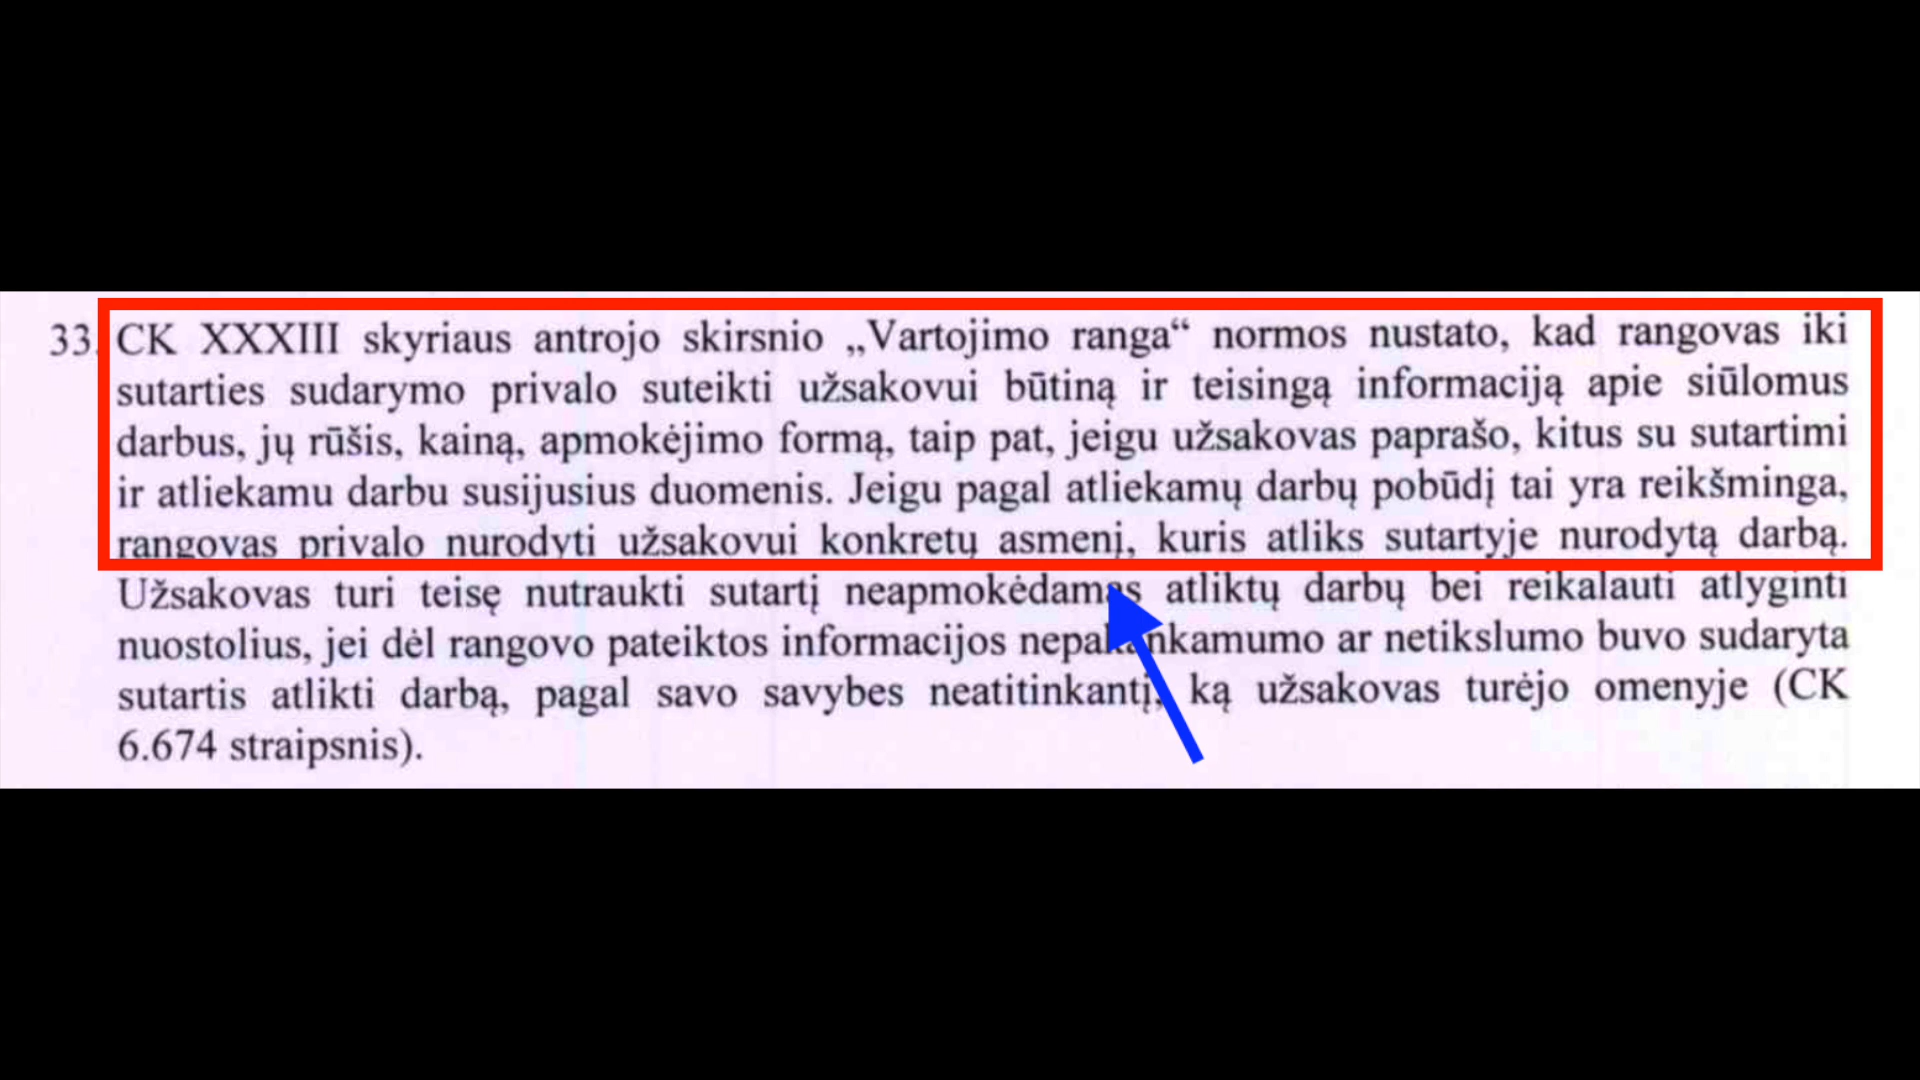 33. CK XXXIII skyriaus antrojo skirsnio „Vartojimo ranga“ normos nustato, kad rangovas iki
sutarties sudarymo privalo suteikti užsakovui būtiną ir teisingą informaciją apie siūlomus
darbus, jų rūšis, kainą, apmokėjimo formą, taip pat, jeigu užsakovas paprašo, kitus su sutartimi
ir atliekamu darbu susijusius duomenis. Jeigu pagal atliekamų darbų pobūdį tai yra reikšminga,
rangovas privalo nurodyti užsakovui konkretų asmenį, kuris atliks sutartyje nurodytą darbą.
Užsakovas turi teisę nutraukti sutartį neapmokėdamas atliktų darbų bei reikalauti atlyginti
nuostolius, jei dėl rangovo pateiktos informacijos nepakankamumo ar netikslumo buvo sudaryta
sutartis atlikti darbą, pagal savo savybes neatitinkantį, ką užsakovas turėjo omenyje (CK
6.674 straipsnis).